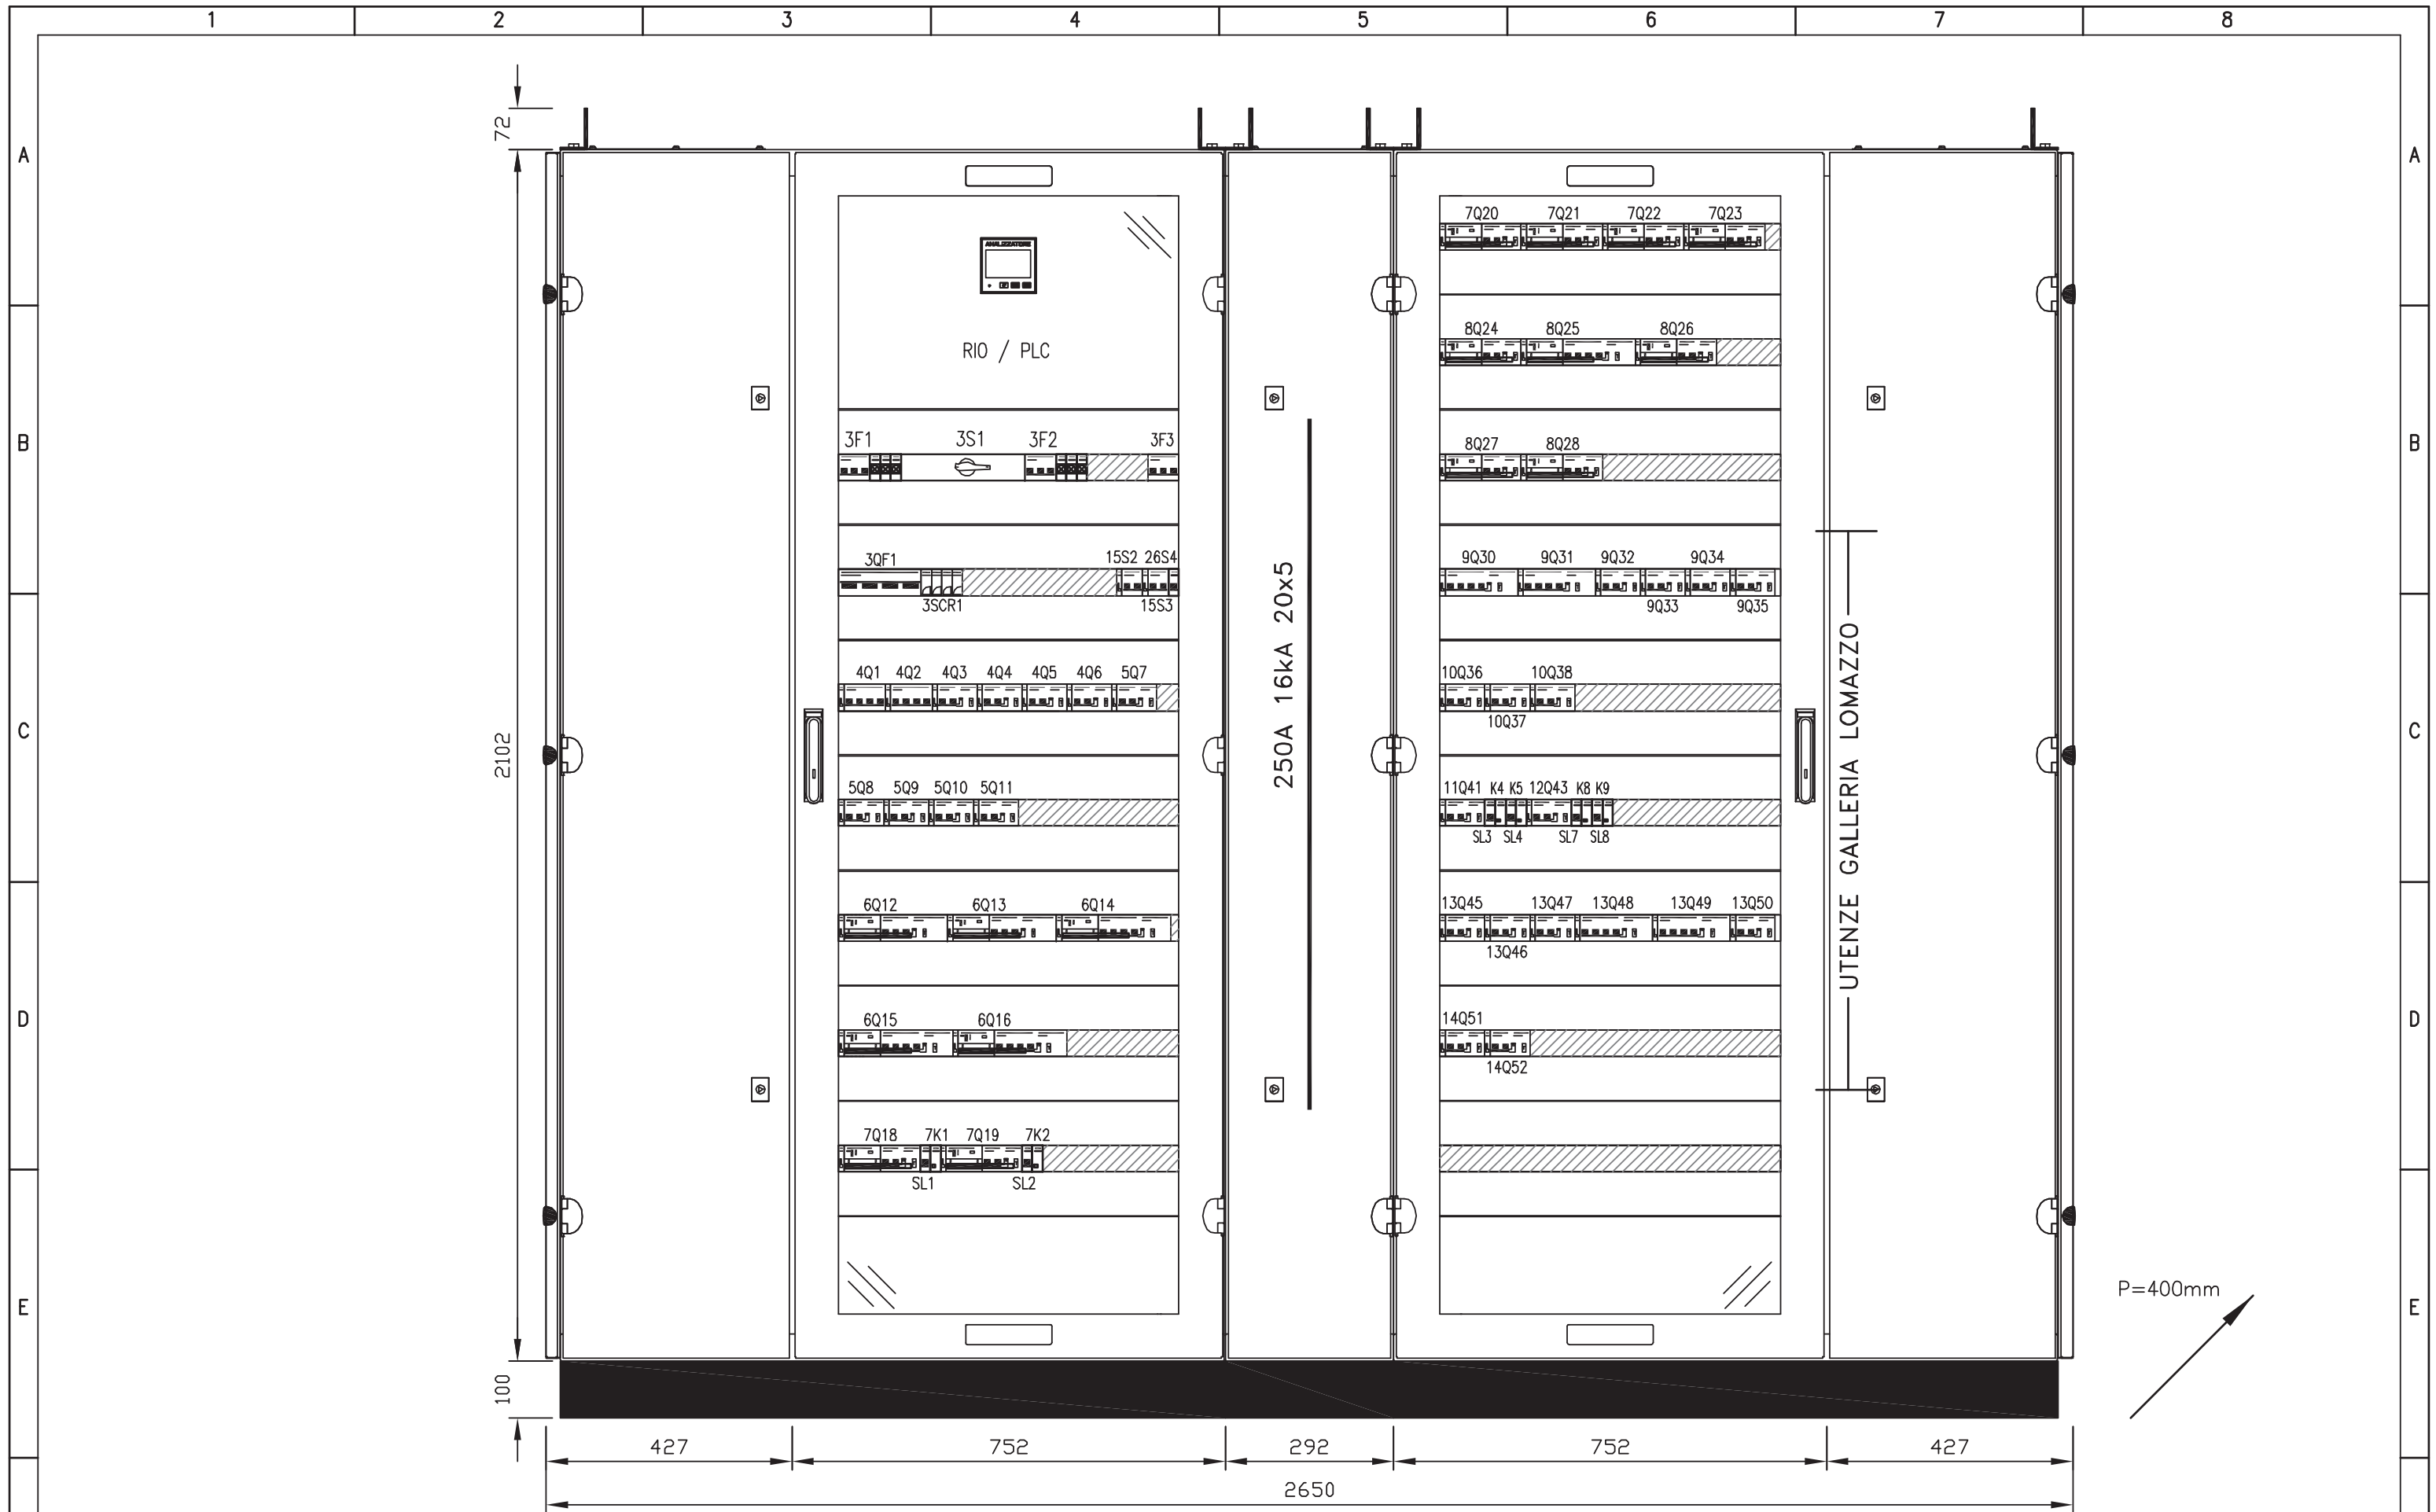 1 2 3 4 5 6 7 8
72
A A
ANALIZZATORE
7Q20 7Q21 7Q22 7Q23
RIO / PLC
8Q24 8Q25 8Q26
B B
3F1 3S1 3F2 3F3
8Q27 8Q28
3QF1 15S2 26S4
3SCR1 15S3
9Q30 9Q31 9Q32 9Q34
9Q33 9Q35
250A 16kA 20x5
UTENZE GALLERIA LOMAZZO
4Q1 4Q2 4Q3 4Q4 4Q5 4Q6 5Q7
10Q36 10Q38
10Q37
C C
2102
5Q8 5Q9 5Q10 5Q11
11Q41 K4 K5 12Q43 K8 K9
SL3 SL4 SL7 SL8
6Q12 6Q13 6Q14
13Q45 13Q47 13Q48 13Q49 13Q50
13Q46
D D
6Q15 6Q16
14Q51
14Q52
7Q18 7K1 7Q19 7K2
SL1 SL2
P=400mm
E E
100
427 752 292 752 427
2650